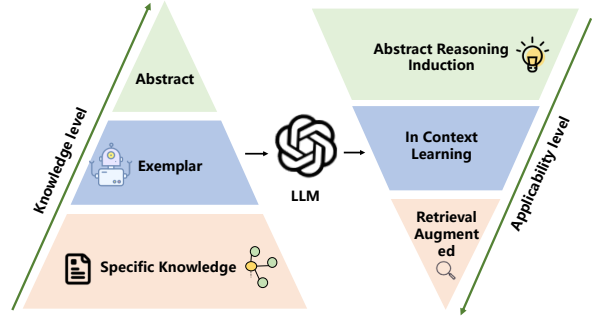 Knowledge level
Abstract
Exemplar
Specific Knowledge
LLM
Abstract Reasoning
Induction
In Context
Learning
Retrieval
Augment
ed
Applicability level